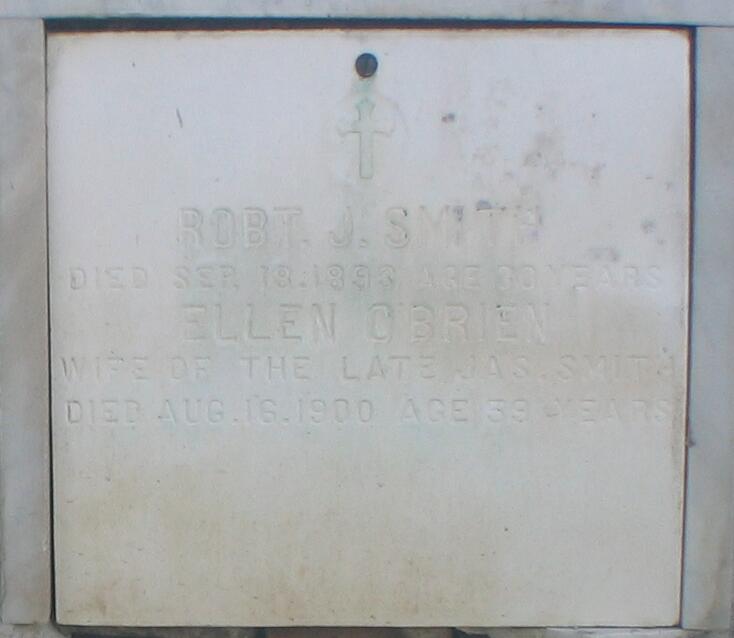 ROBT. J. SMITH
DIED SEP. 18. 1893 AGE 30 YEARS
ELLEN O'BRIEN
WIFE OF THE LATE JAS. SMITH
DIED AUG. 16. 1900 AGE 39 YEARS